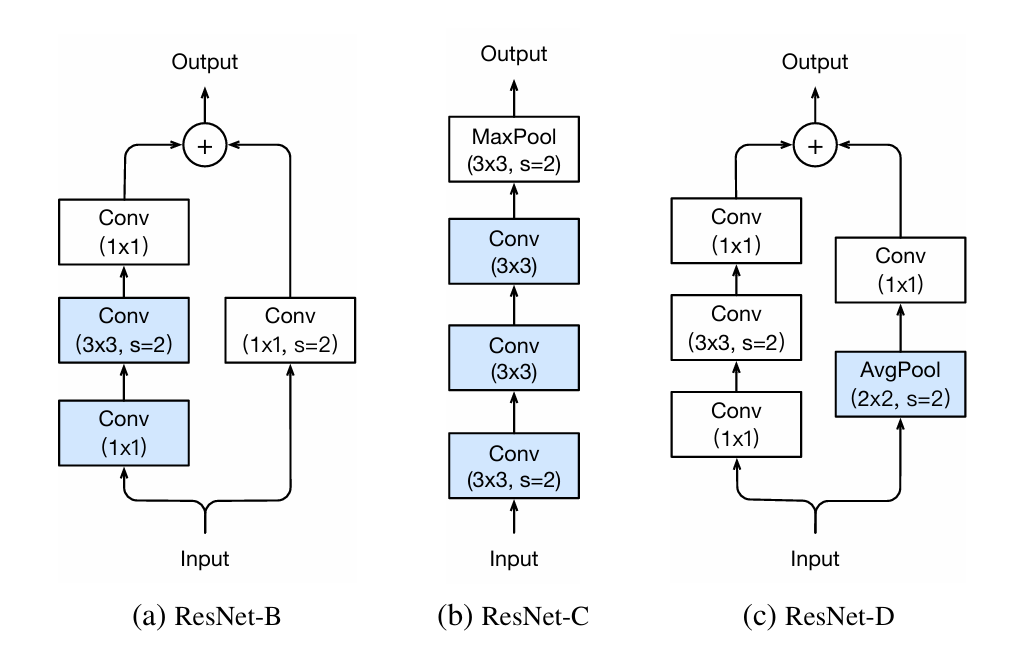 Output
+
Conv
(1x1)
Conv
(3x3, s=2)
Conv
(1x1)
Conv
(1x1, s=2)
Input
(a) ResNet-B
Output
MaxPool
(3x3, s=2)
Conv
(3x3)
Conv
(3x3)
Conv
(3x3, s=2)
Input
(b) ResNet-C
Output
+
Conv
(1x1)
Conv
(3x3, s=2)
Conv
(1x1)
Conv
(1x1)
AvgPool
(2x2, s=2)
Input
(c) ResNet-D